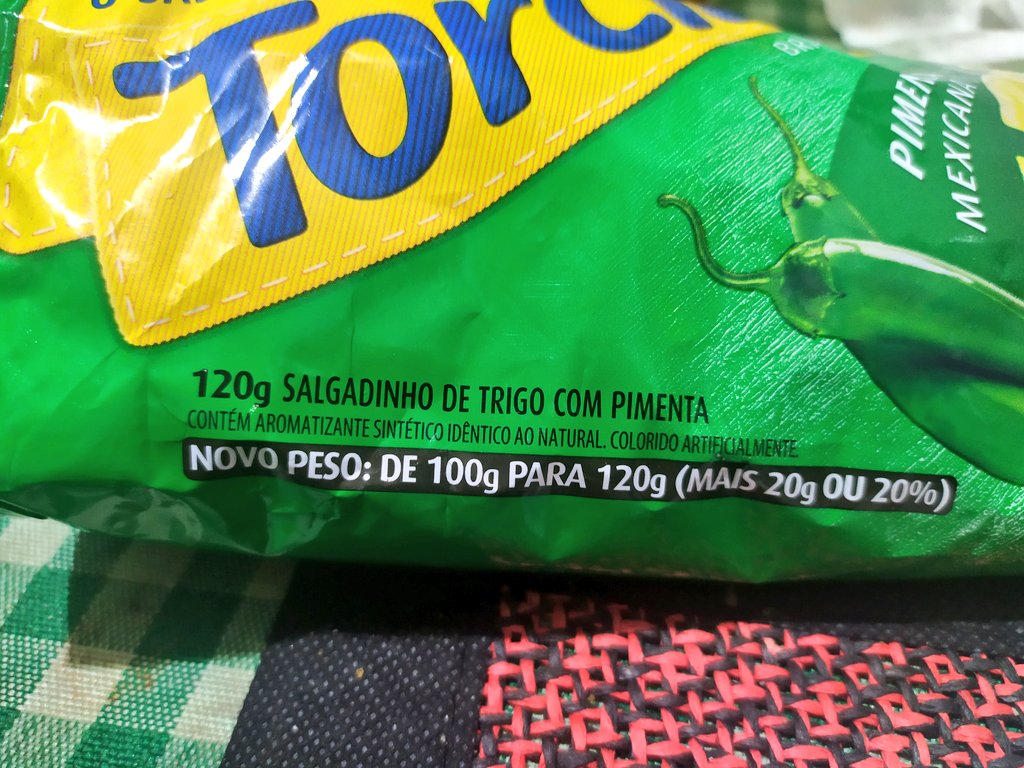 TORC
PIMEN
MEXICANA
120g SALGADINHO DE TRIGO COM PIMENTA
CONTÉM AROMATIZANTE SINTÉTICO IDÊNTICO AO NATURAL. COLORIDO ARTIFICIALMENTE.
NOVO PESO: DE 100g PARA 120g (MAIS 20g OU 20%)